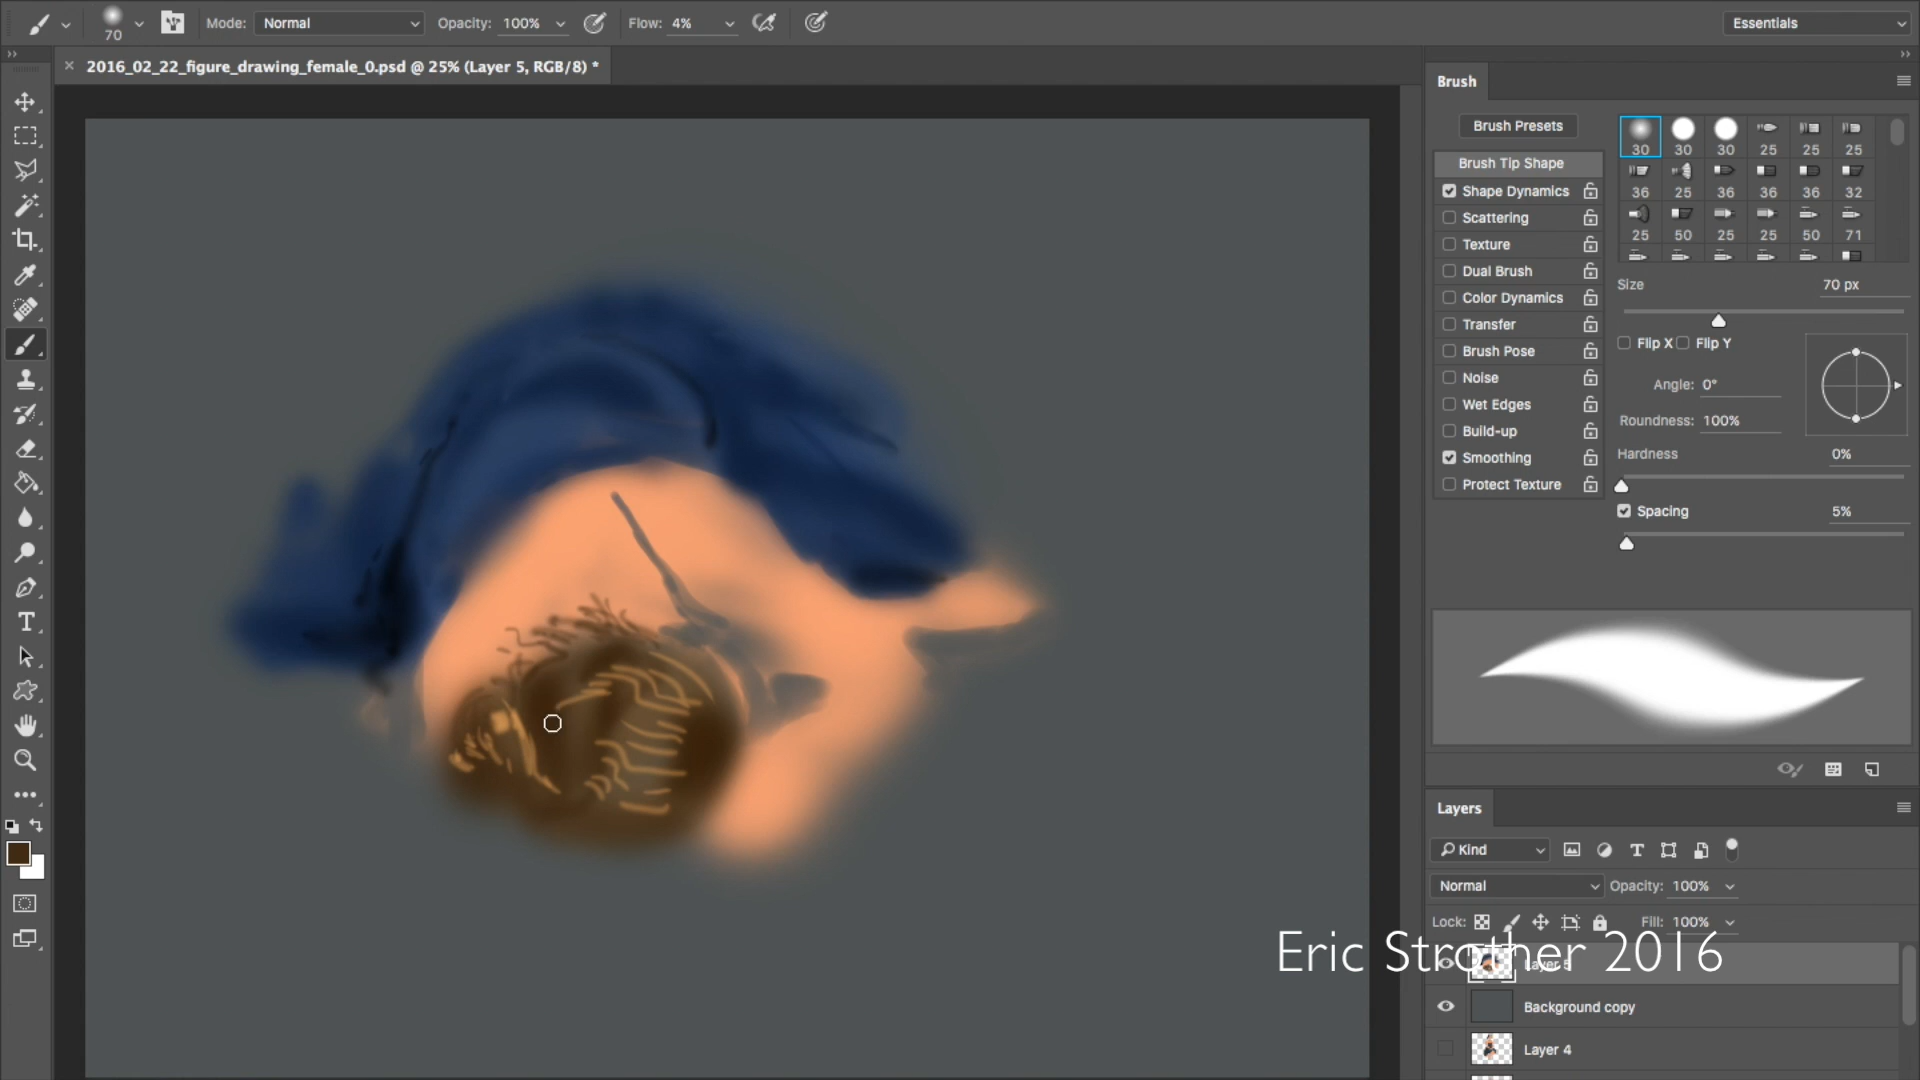 70 Mode: Normal Opacity: 100% Flow: 4% Essentials
× 2016_02_22_figure_drawing_female_0.psd @ 25% (Layer 5, RGB/8) *
Brush
Brush Presets
Brush Tip Shape
Shape Dynamics
Scattering
Texture
Dual Brush
Color Dynamics
Transfer
Brush Pose
Noise
Wet Edges
Build-up
Smoothing
Protect Texture
30 30 30 25 25 25
36 25 36 36 36 32
25 50 25 25 50 71
Size 70 px
Flip X Flip Y
Angle: 0°
Roundness: 100%
Hardness 0%
Spacing 5%
Layers
Kind
Normal Opacity: 100%
Lock: Fill: 100%
Eric Strother 2016
Layer 5
Background copy
Layer 4